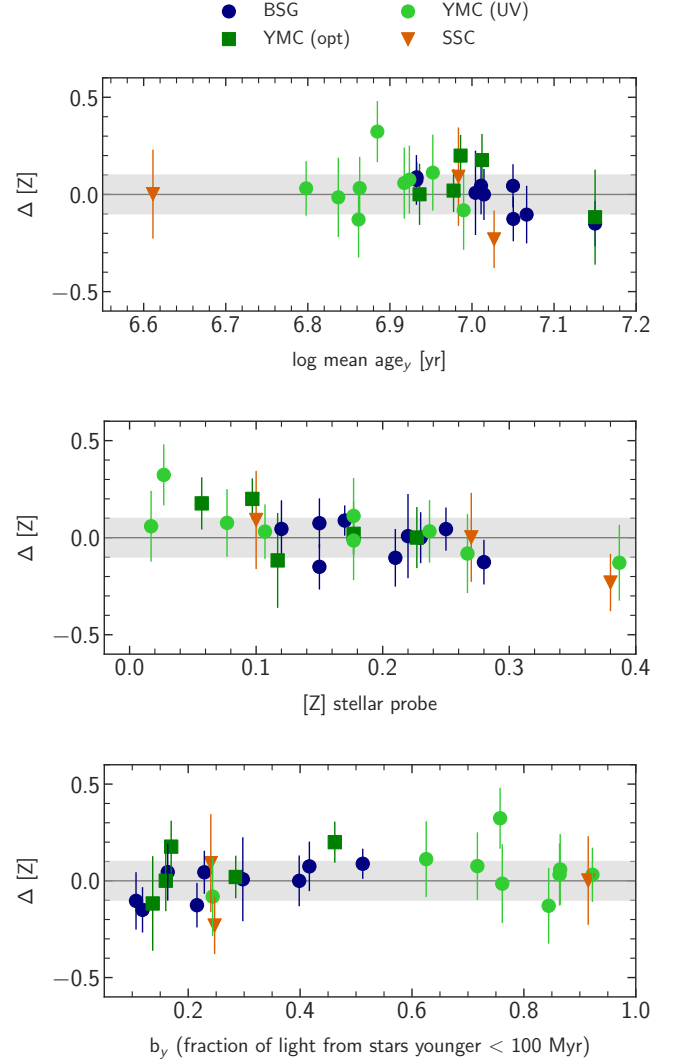 BSG YMC (UV)
YMC (opt) SSC
0.5
0.0
−0.5
Δ [Z]
6.6 6.7 6.8 6.9 7.0 7.1 7.2
log mean age_y [yr]
0.5
0.0
−0.5
Δ [Z]
0.0 0.1 0.2 0.3 0.4
[Z] stellar probe
0.5
0.0
−0.5
Δ [Z]
0.2 0.4 0.6 0.8 1.0
b_y (fraction of light from stars younger < 100 Myr)